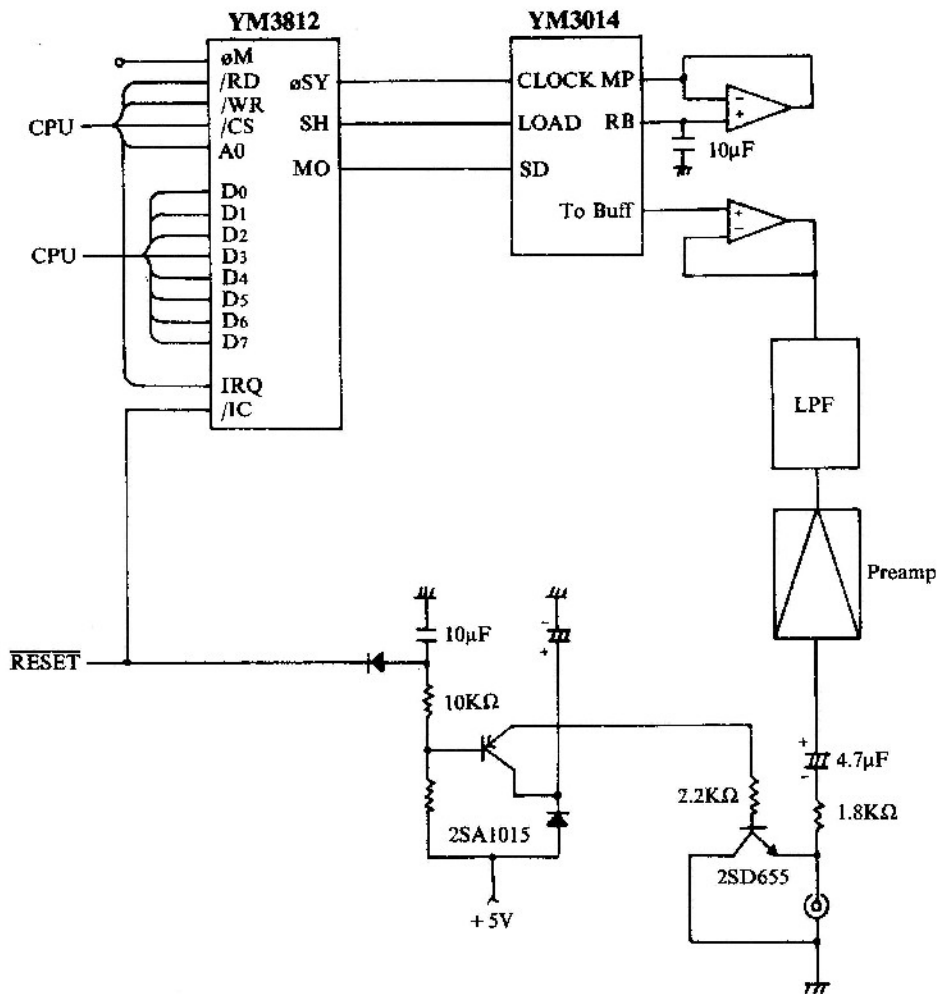 YM3812
YM3014
øM
/RD
/WR
/CS
A0
CPU
D0
D1
D2
D3
D4
D5
D6
D7
CPU
IRQ
/IC
øSY
SH
MO
CLOCK
LOAD
SD
MP
RB
To Buff
-
+
10µF
+
-
LPF
Preamp
RESET
10µF
-
+
10KΩ
2SA1015
+5V
2.2KΩ
2SD655
+
4.7µF
-
1.8KΩ